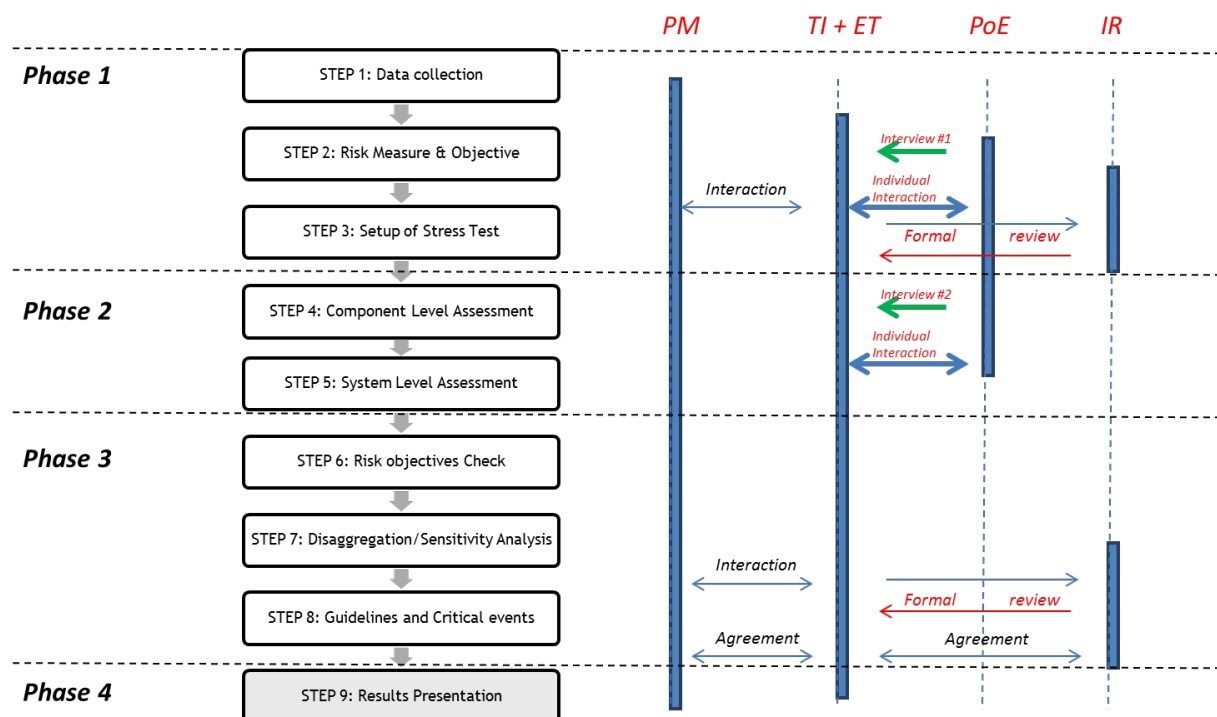 PM TI + ET PoE IR
Phase 1
STEP 1: Data collection
STEP 2: Risk Measure & Objective
Interview #1
Interaction
Individual
Interaction
STEP 3: Setup of Stress Test
Formal review
Phase 2
STEP 4: Component Level Assessment
Interview #2
Individual
Interaction
STEP 5: System Level Assessment
Phase 3
STEP 6: Risk objectives Check
STEP 7: Disaggregation/Sensitivity Analysis
Interaction
STEP 8: Guidelines and Critical events
Formal review
Agreement
Agreement
Phase 4
STEP 9: Results Presentation